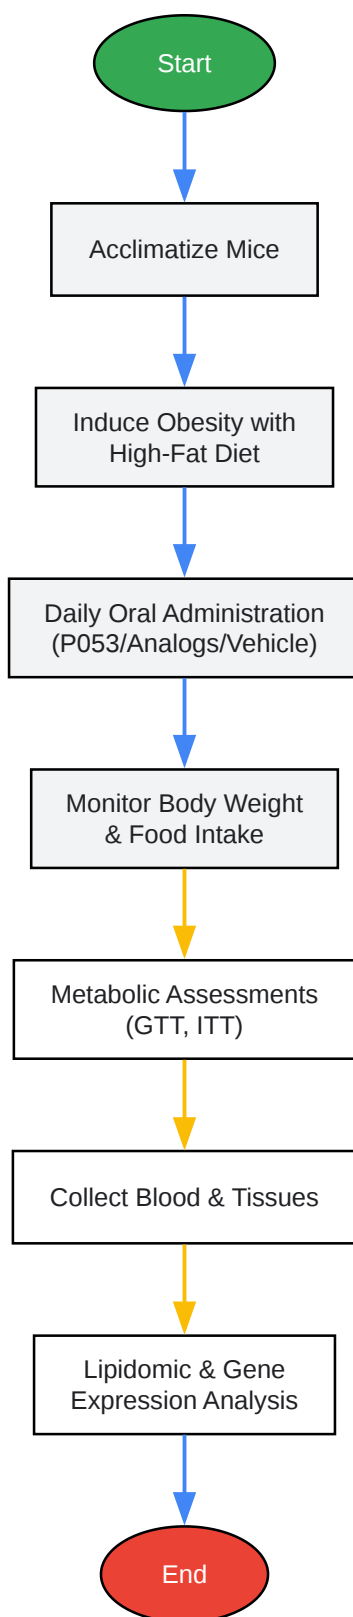 Start
Acclimatize Mice
Induce Obesity with
High-Fat Diet
Daily Oral Administration
(P053/Analogs/Vehicle)
Monitor Body Weight
& Food Intake
Metabolic Assessments
(GTT, ITT)
Collect Blood & Tissues
Lipidomic & Gene
Expression Analysis
End